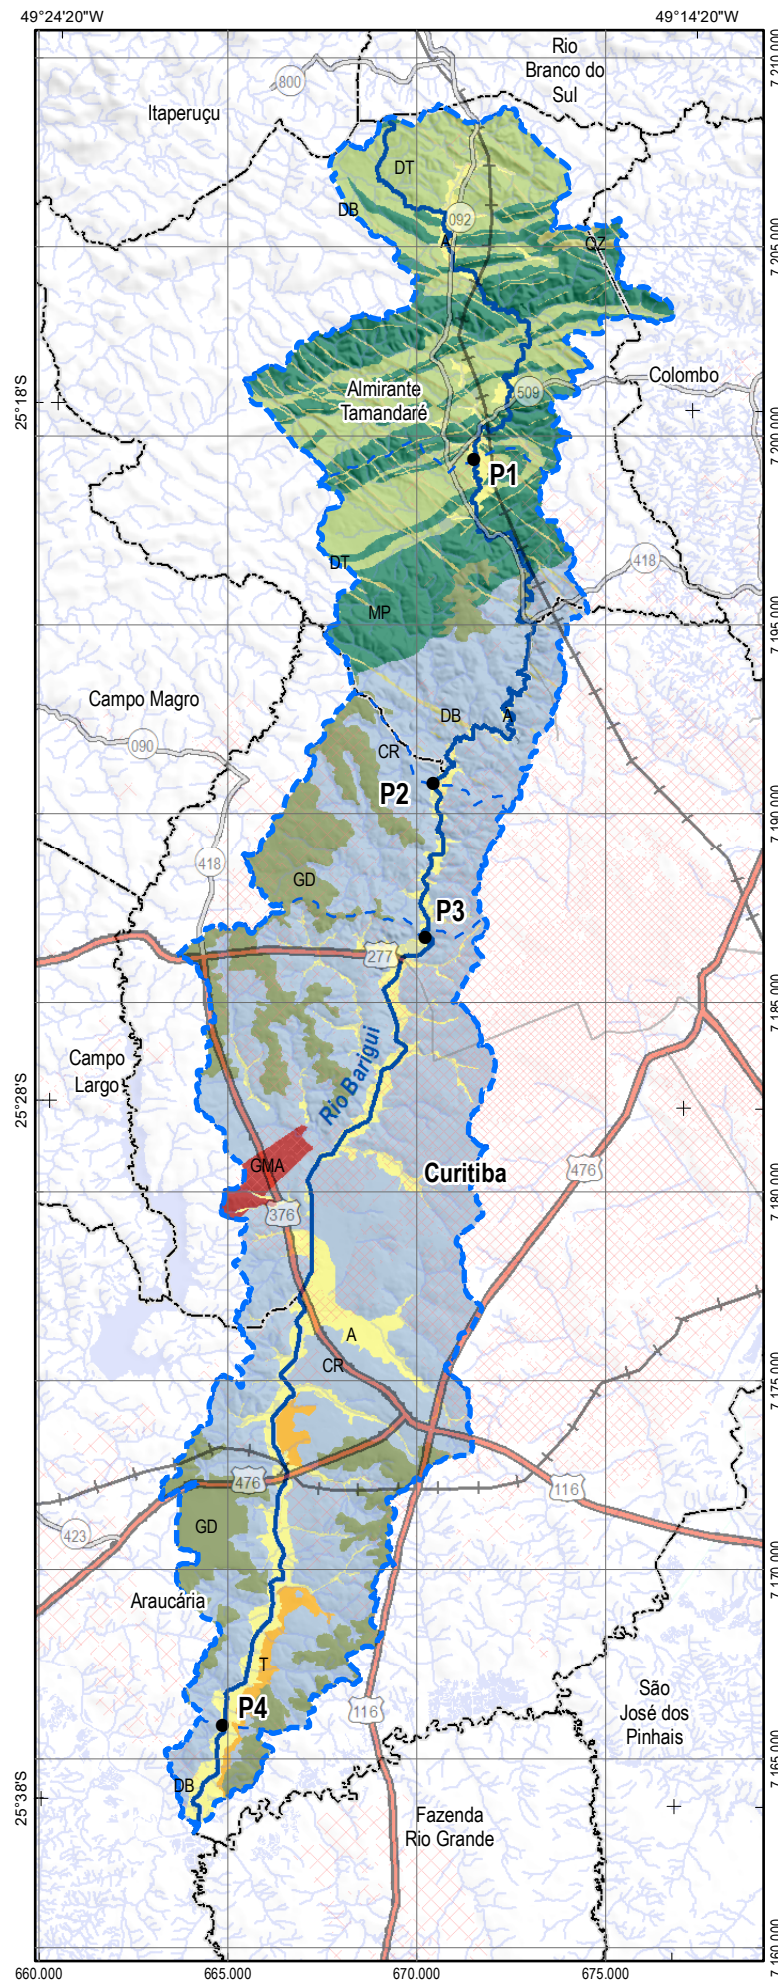 49°24'20"W
49°14'20"W
Rio
Branco do
Sul
7.210.000
800
Itaperuçu
DT
DB
092
A
QZ
7.205.000
Colombo
Almirante
Tamandaré
509
25°18'S
7.200.000
P1
DT
418
MP
7.195.000
Campo Magro
DB
A
090
CR
P2
7.190.000
418
GD
P3
277
7.185.000
Campo
Largo
Rio Barigui
25°28'S
GMA
Curitiba
476
7.180.000
376
A
CR
7.175.000
476
116
GD
423
7.170.000
Araucária
T
São
José dos
Pinhais
P4
116
7.165.000
DB
25°38'S
Fazenda
Rio Grande
7.160.000
660.000
665.000
670.000
675.000